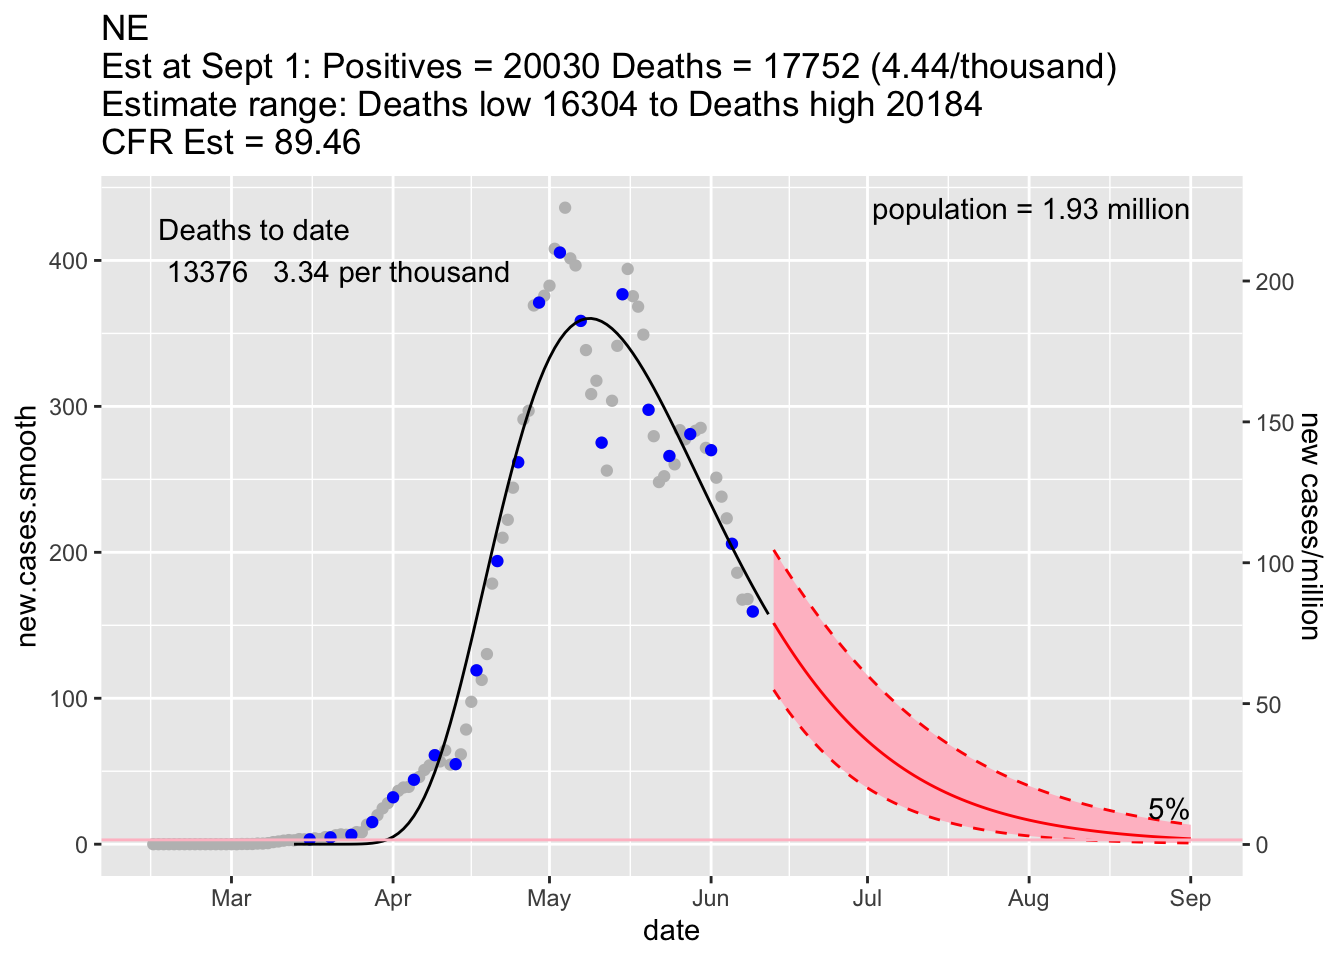 NE
Est at Sept 1: Positives = 20030 Deaths = 17752 (4.44/thousand)
Estimate range: Deaths low 16304 to Deaths high 20184
CFR Est = 89.46
population = 1.93 million
Deaths to date
13376 3.34 per thousand
400
300
200
100
0
new.cases.smooth
200
150
100
50
0
new cases/million
5%
Mar Apr May Jun Jul Aug Sep
date